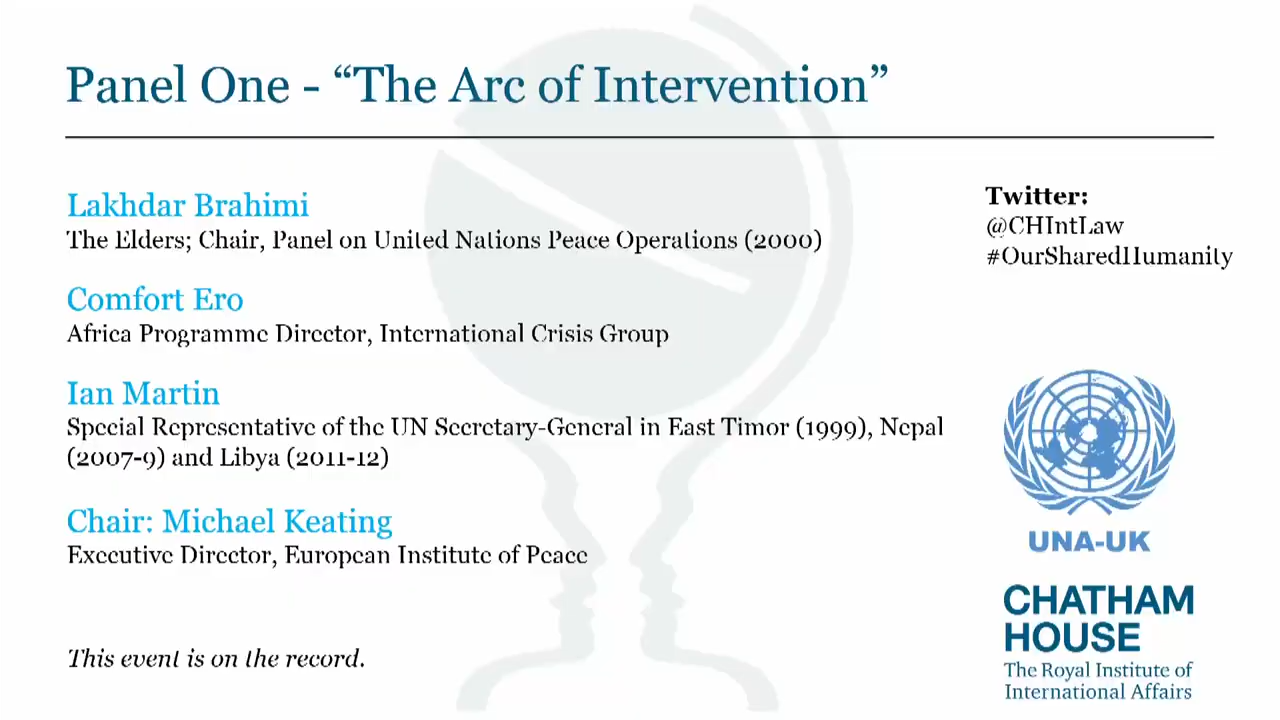 Panel One - “The Arc of Intervention”
Lakhdar Brahimi
The Elders; Chair, Panel on United Nations Peace Operations (2000)
Comfort Ero
Africa Programme Director, International Crisis Group
Ian Martin
Special Representative of the UN Secretary-General in East Timor (1999), Nepal
(2007-9) and Libya (2011-12)
Chair: Michael Keating
Executive Director, European Institute of Peace
This event is on the record.
Twitter:
@CHIntLaw
#OurSharedHumanity
UNA-UK
CHATHAM
HOUSE
The Royal Institute of
International Affairs